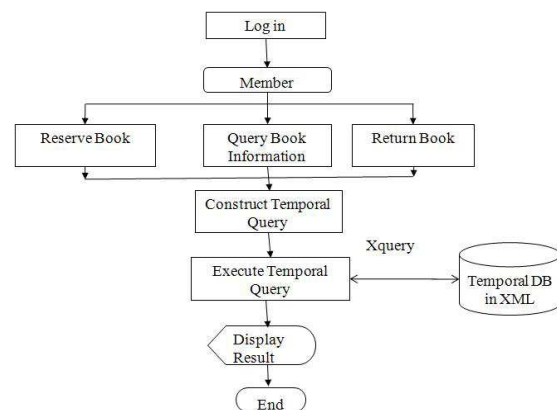 Log in
Member
Reserve Book
Query Book
Information
Return Book
Construct Temporal
Query
Xquery
Execute Temporal
Query
Temporal DB
in XML
Display
Result
End